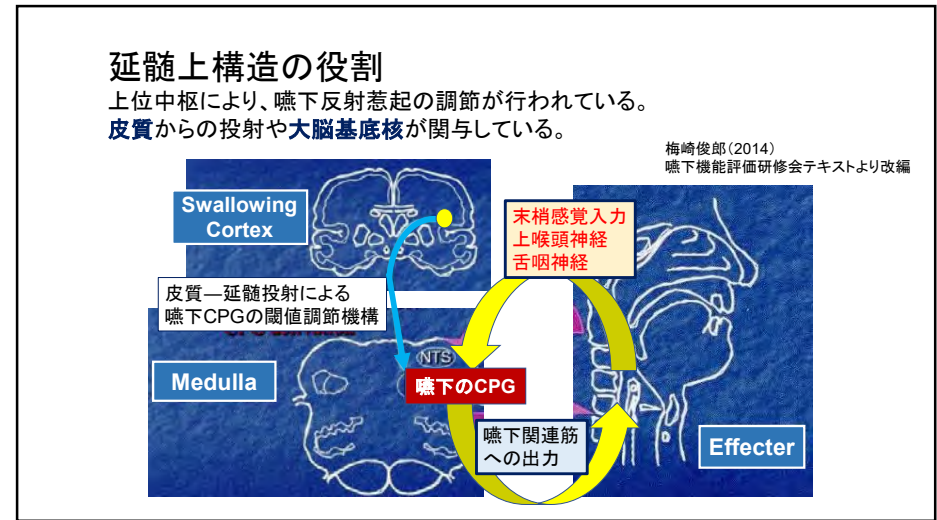 延髄上構造の役割
上位中枢により、嚥下反射惹起の調節が行われている。
皮質からの投射や大脳基底核が関与している。
梅崎俊郎(2014)
嚥下機能評価研修会テキストより改編
Swallowing
Cortex
末梢感覚入力
上喉頭神経
舌咽神経
皮質―延髄投射による
嚥下CPGの閾値調節機構
NTS
Medulla
嚥下のCPG
嚥下関連筋
への出力
Effecter